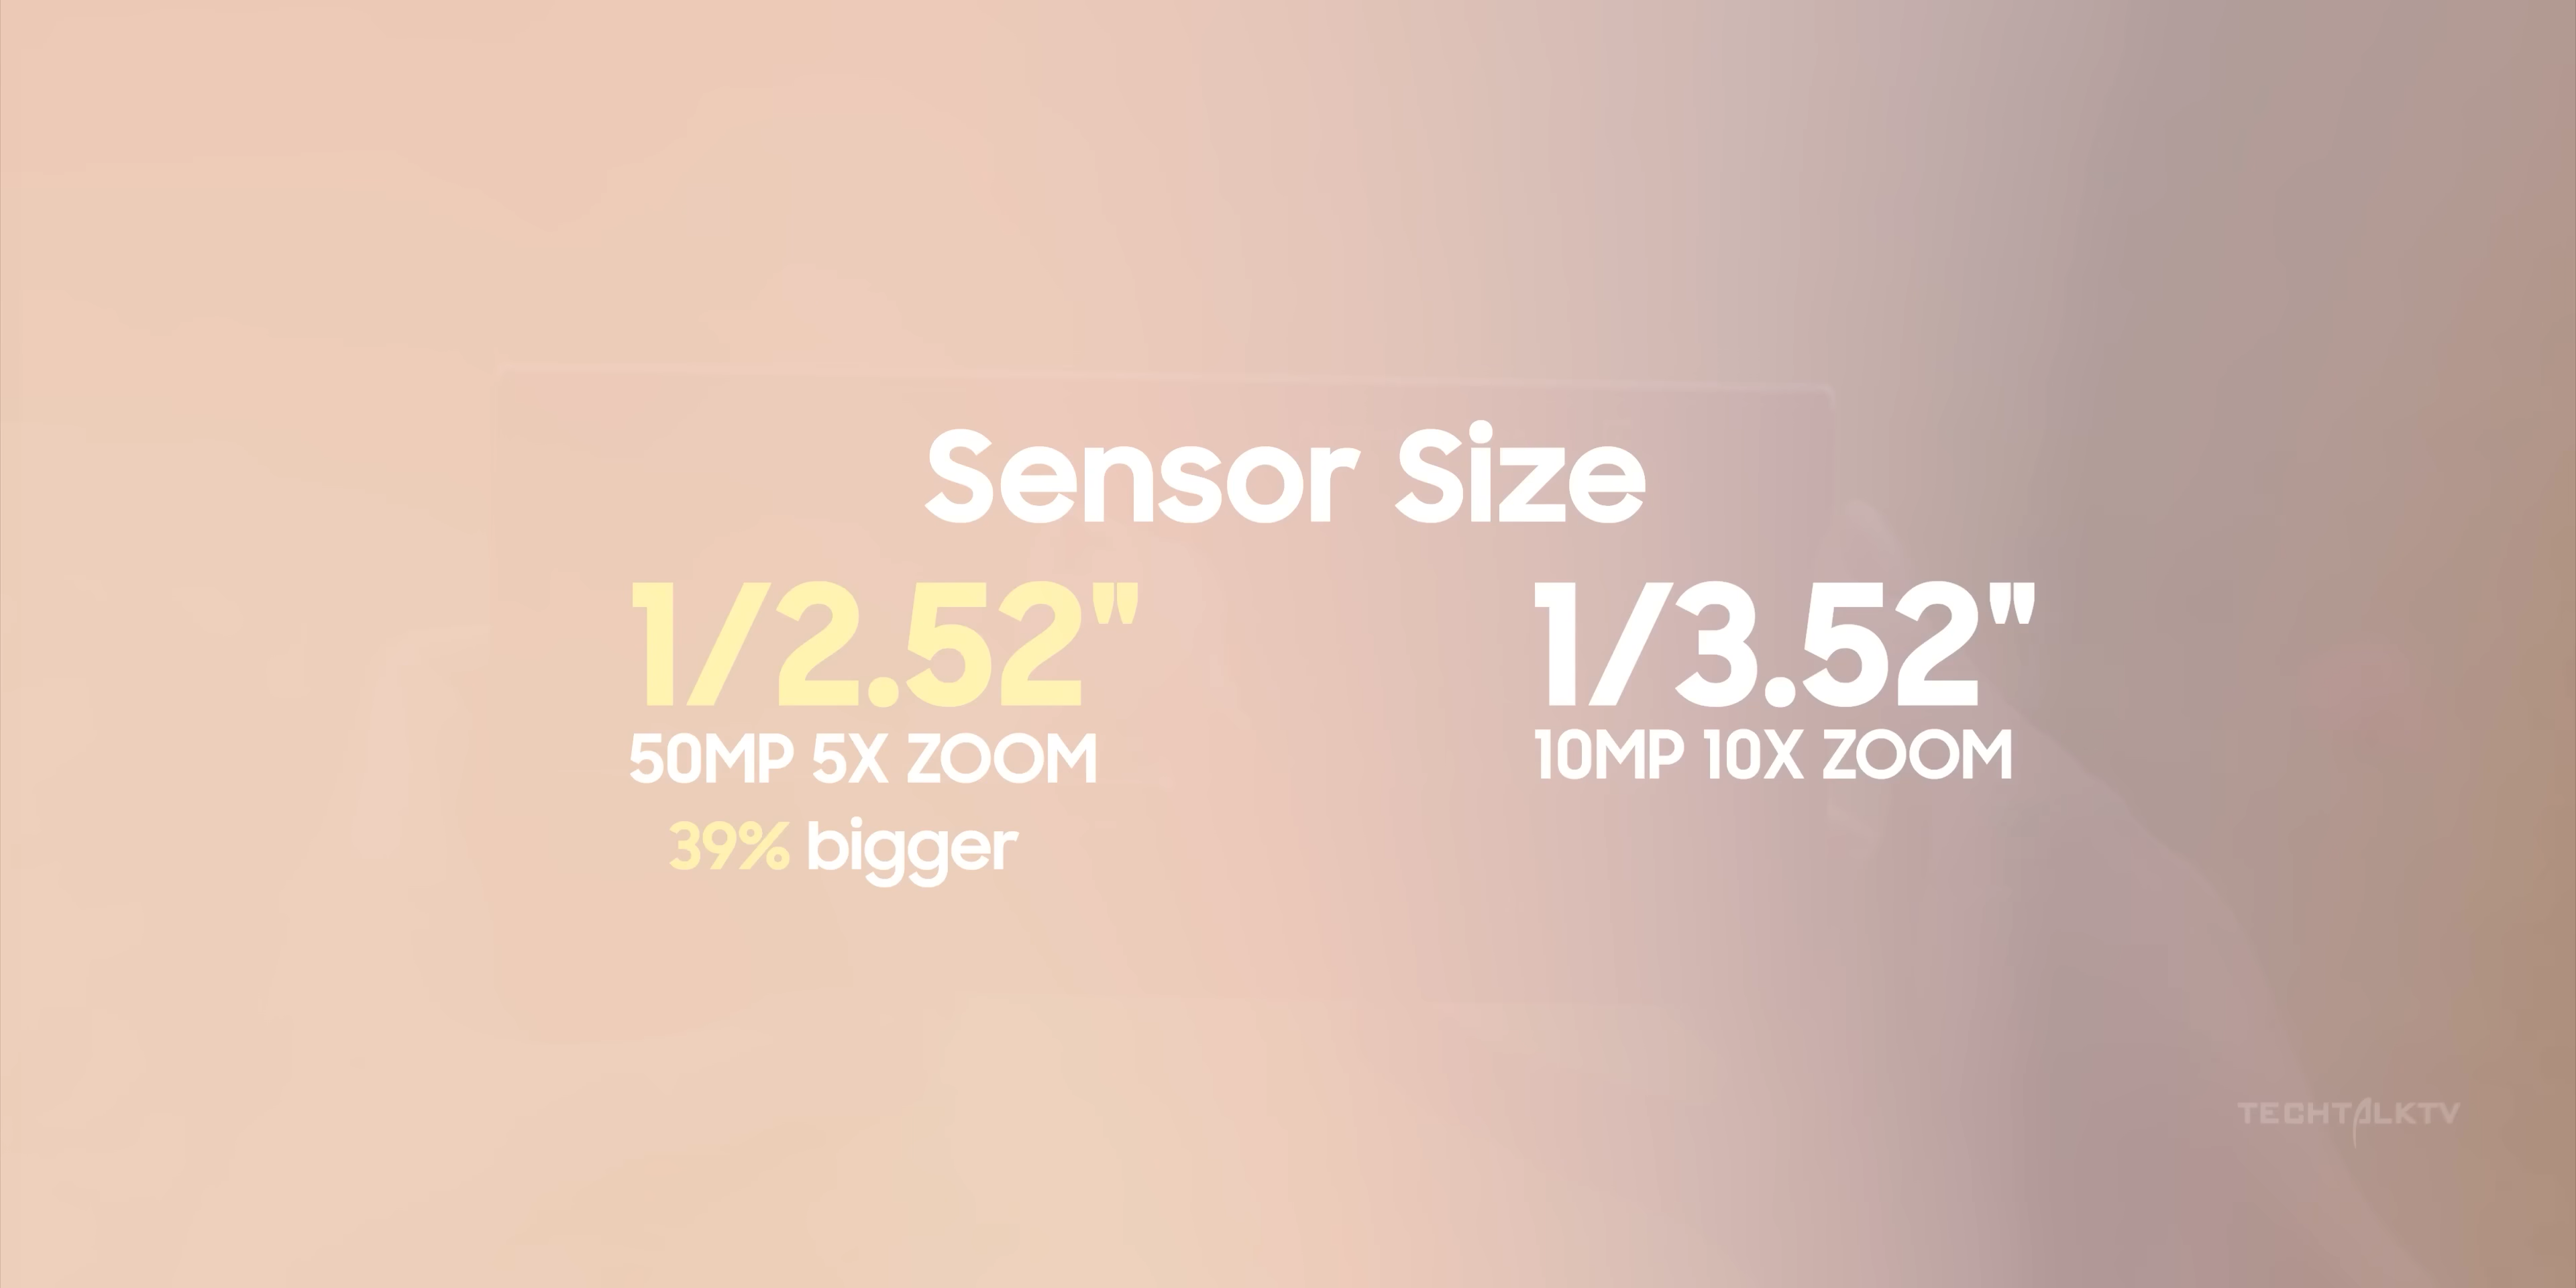 Sensor Size
1/2.52"
50MP 5X ZOOM
39% bigger
1/3.52"
10MP 10X ZOOM
TECHTALKTV